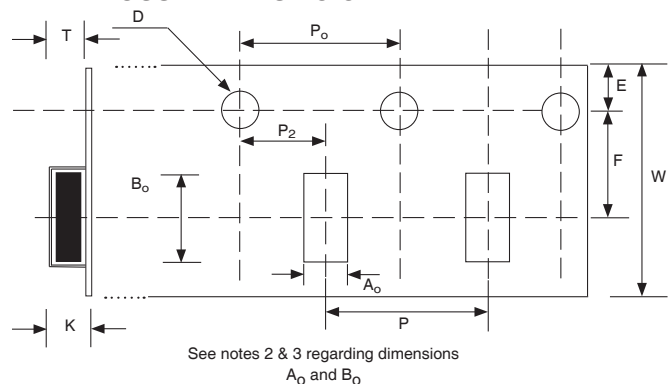 D
T
Pₒ
E
P₂
F
W
Bₒ
Aₒ
K
P
See notes 2 & 3 regarding dimensions
Aₒ and Bₒ